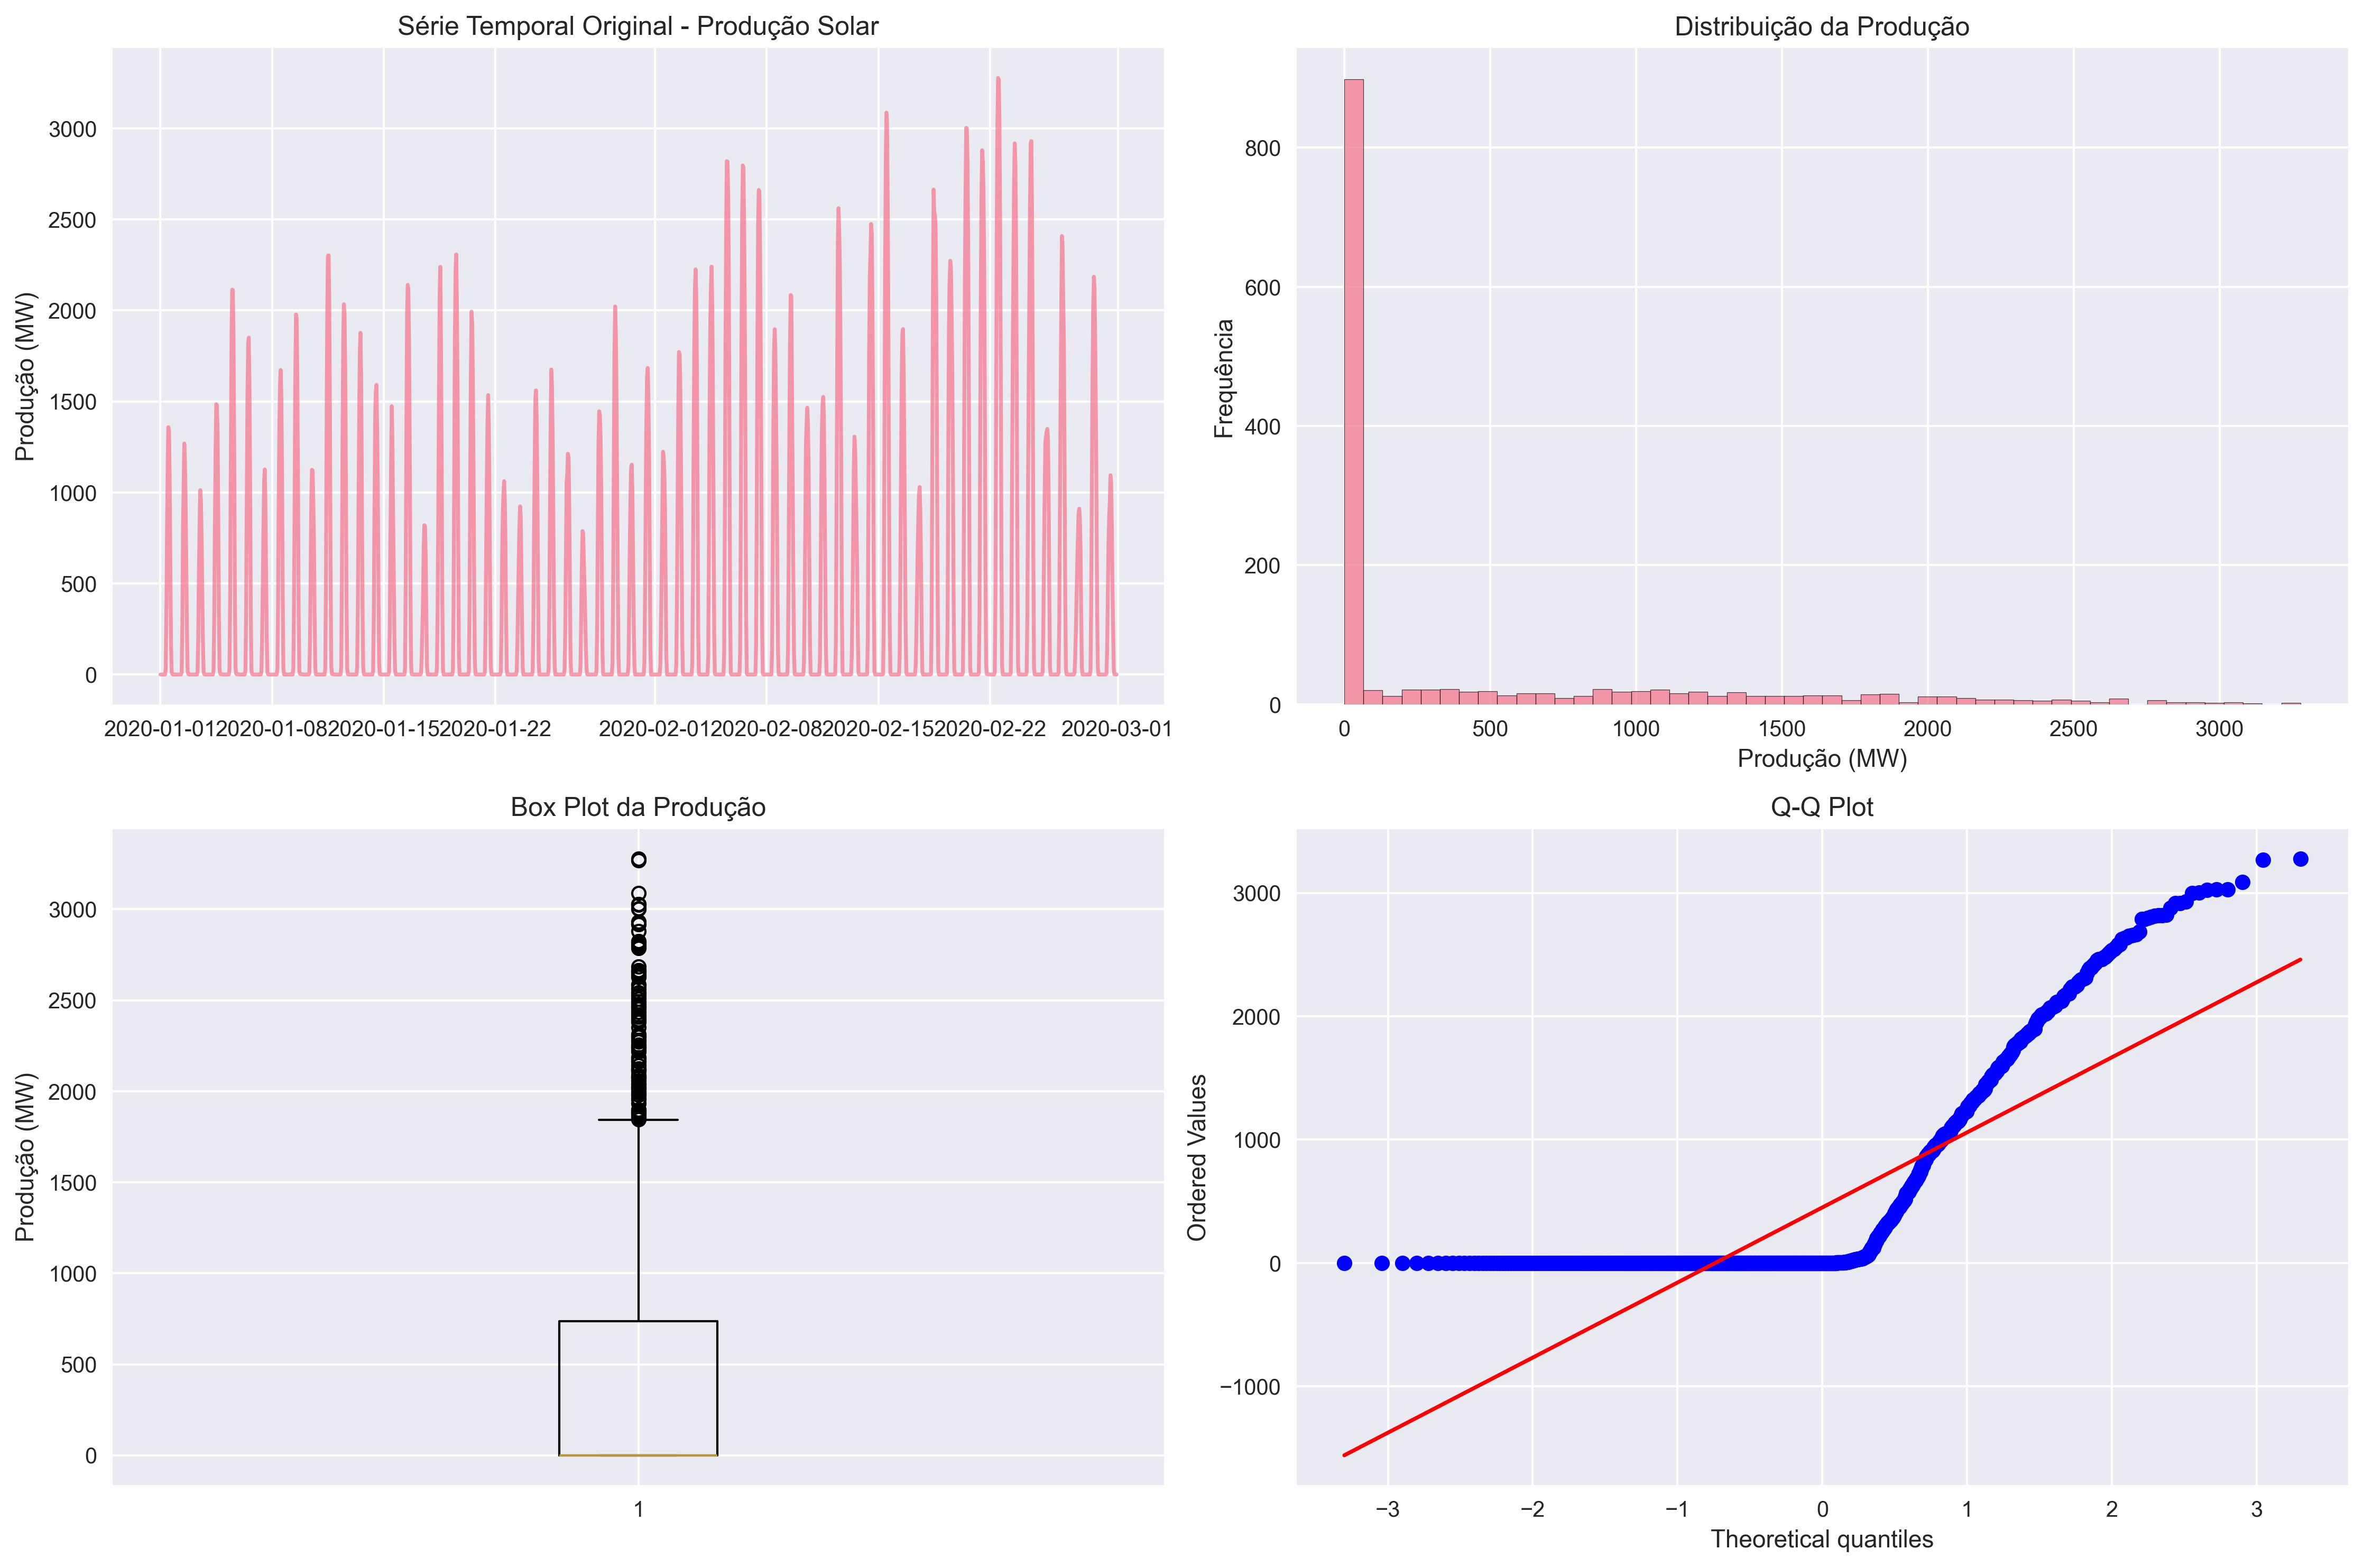 Série Temporal Original - Produção Solar
Produção (MW)
3000
2500
2000
1500
1000
500
0
2020-01-01 2020-01-08 2020-01-15 2020-01-22 2020-02-01 2020-02-08 2020-02-15 2020-02-22 2020-03-01
Distribuição da Produção
Frequência
800
600
400
200
0
0 500 1000 1500 2000 2500 3000
Produção (MW)
Box Plot da Produção
Produção (MW)
3000
2500
2000
1500
1000
500
0
1
Q-Q Plot
Ordered Values
3000
2000
1000
0
−1000
−3 −2 −1 0 1 2 3
Theoretical quantiles